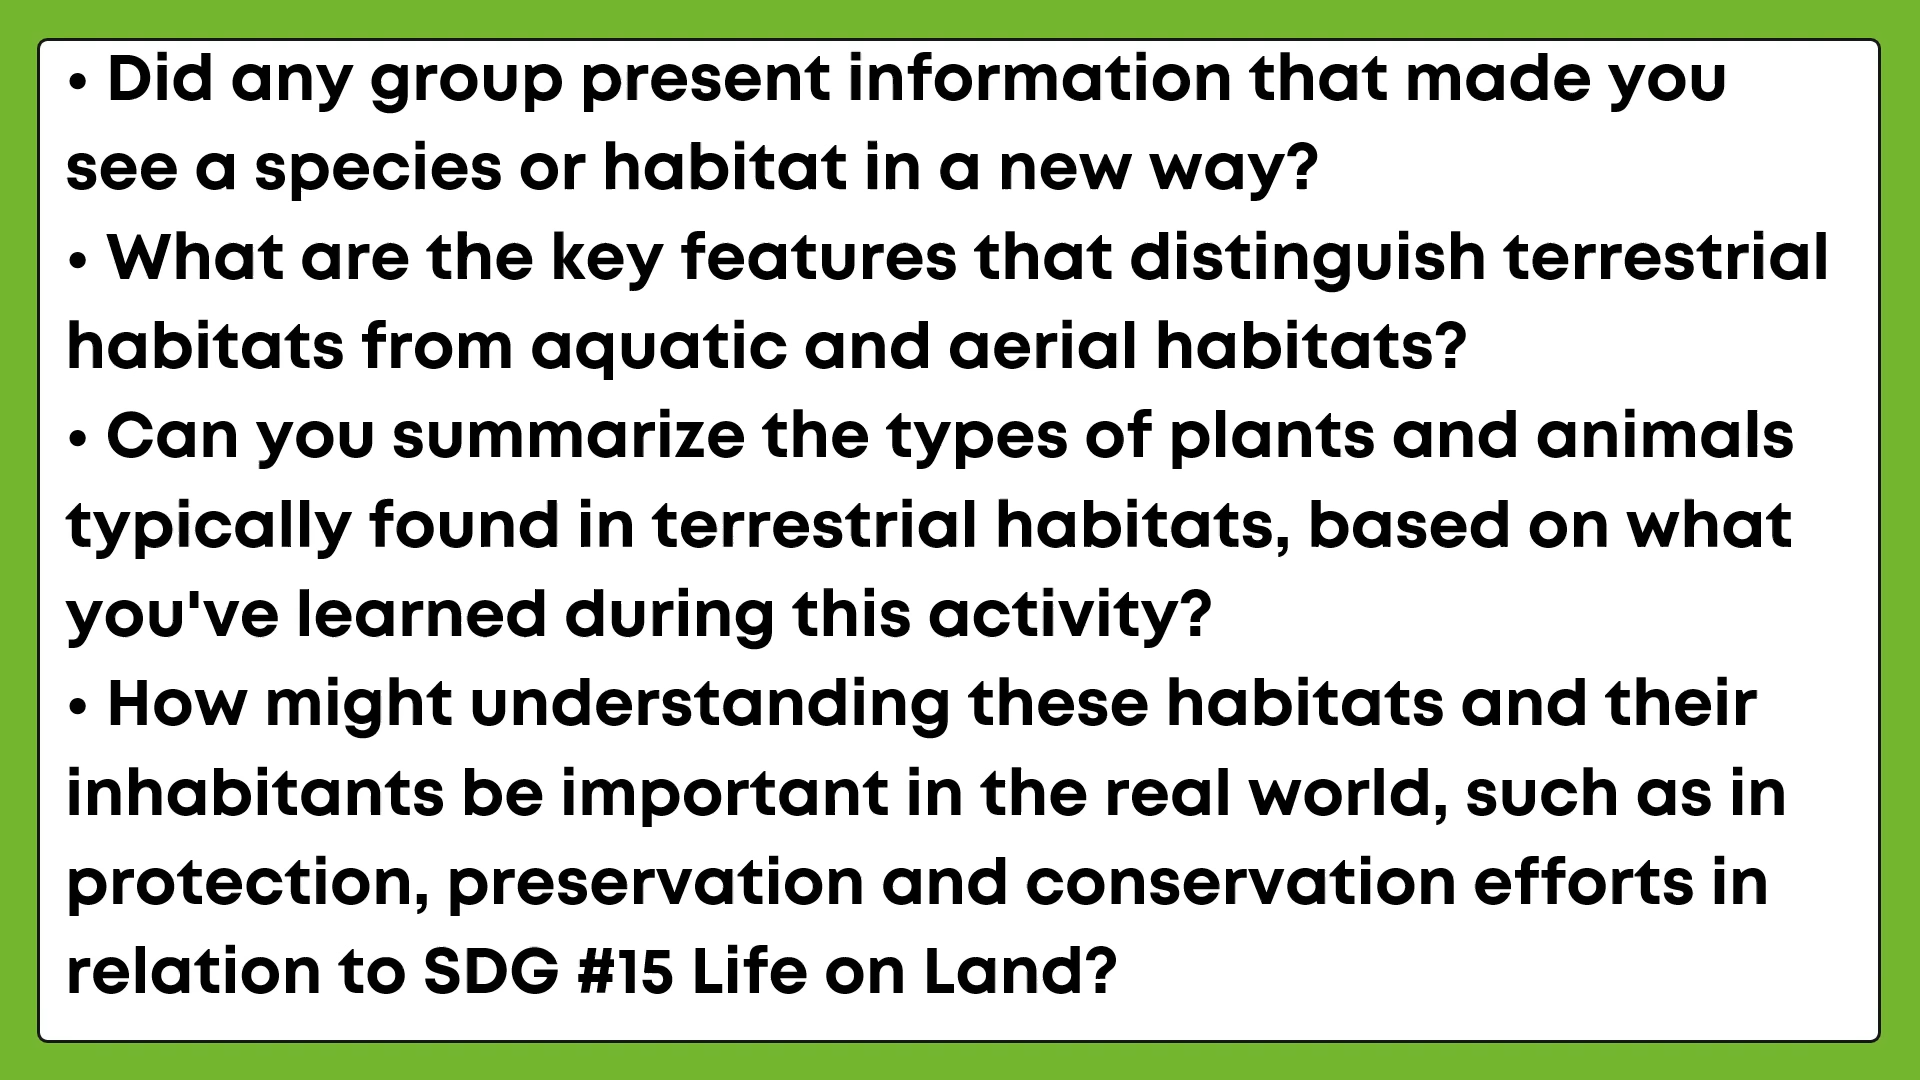 • Did any group present information that made you
see a species or habitat in a new way?
• What are the key features that distinguish terrestrial
habitats from aquatic and aerial habitats?
• Can you summarize the types of plants and animals
typically found in terrestrial habitats, based on what
you've learned during this activity?
• How might understanding these habitats and their
inhabitants be important in the real world, such as in
protection, preservation and conservation efforts in
relation to SDG #15 Life on Land?